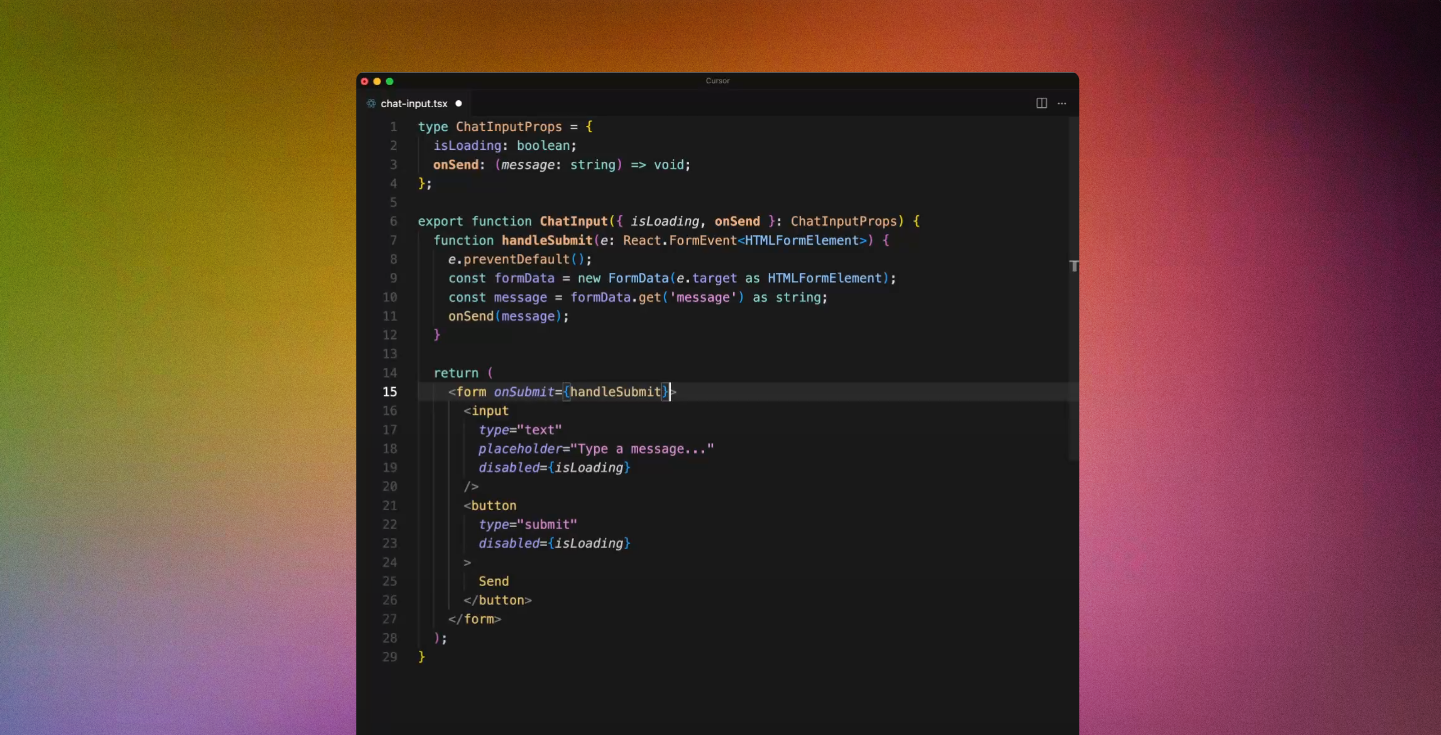 Cursor
chat-input.tsx
1 type ChatInputProps = {
2 isLoading: boolean;
3 onSend: (message: string) => void;
4 };
5
6 export function ChatInput({ isLoading, onSend }: ChatInputProps) {
7 function handleSubmit(e: React.FormEvent<HTMLFormElement>) {
8 e.preventDefault();
9 const formData = new FormData(e.target as HTMLFormElement);
10 const message = formData.get('message') as string;
11 onSend(message);
12 }
13
14 return (
15 <form onSubmit={handleSubmit}>
16 <input
17 type="text"
18 placeholder="Type a message..."
19 disabled={isLoading}
20 />
21 <button
22 type="submit"
23 disabled={isLoading}
24 >
25 Send
26 </button>
27 </form>
28 );
29 }